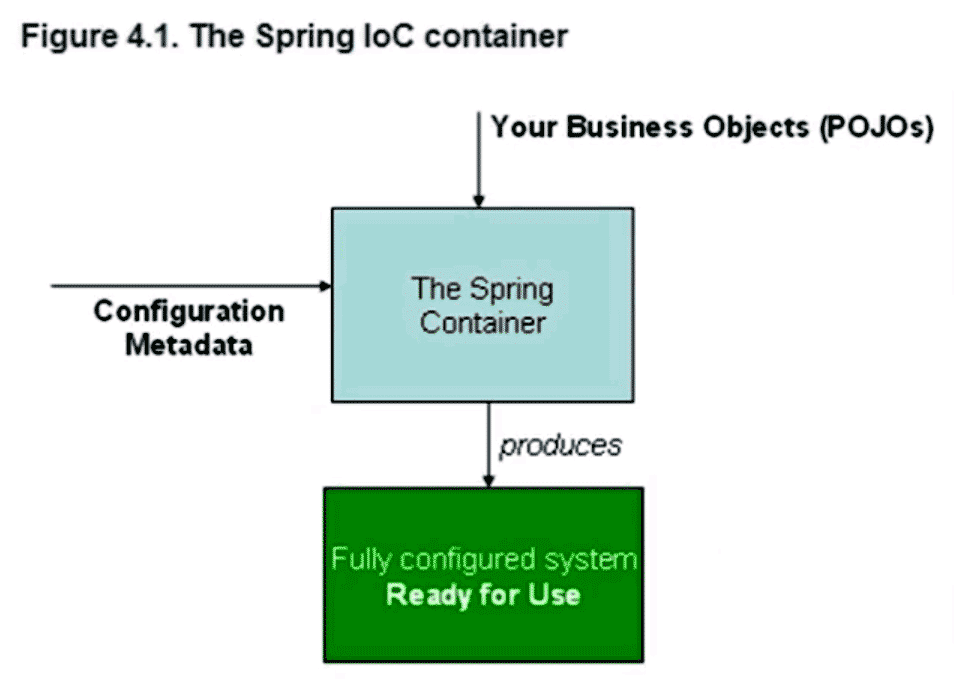 Figure 4.1. The Spring IoC container
Your Business Objects (POJOs)
The Spring
Container
Configuration
Metadata
produces
Fully configured system
Ready for Use